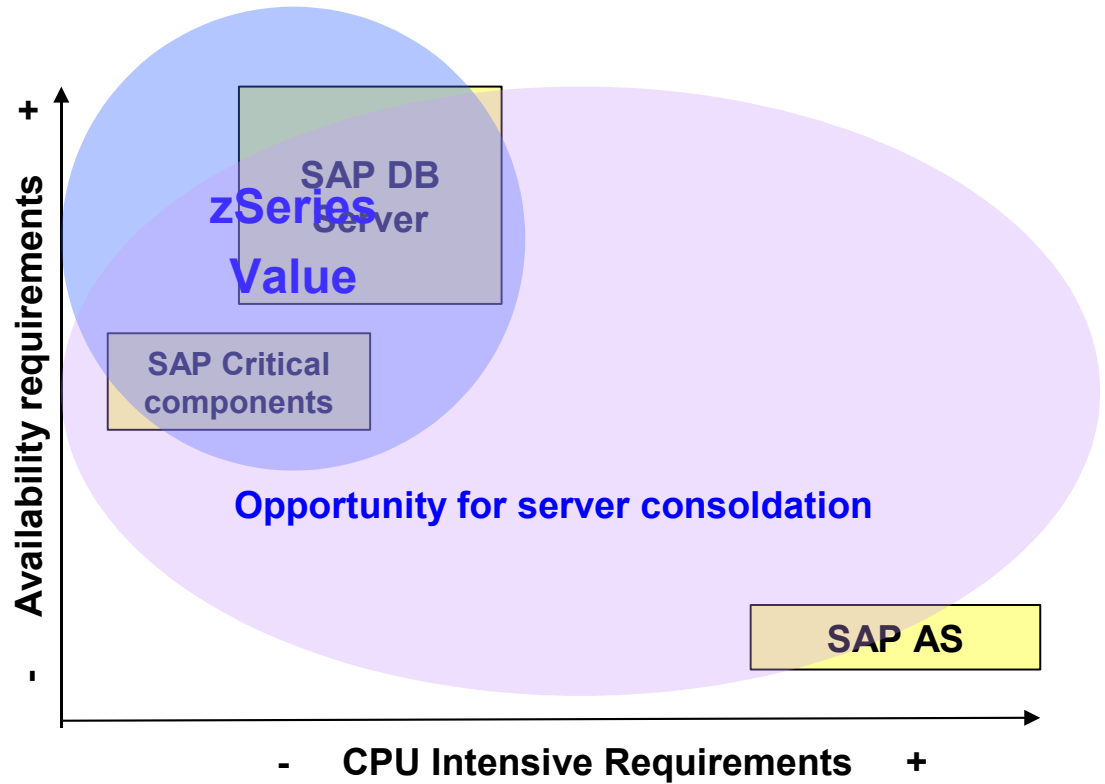 - Availability requirements +
SAP DB
Server
zSeries
Value
SAP Critical
components
Opportunity for server consoldation
SAP AS
- CPU Intensive Requirements +